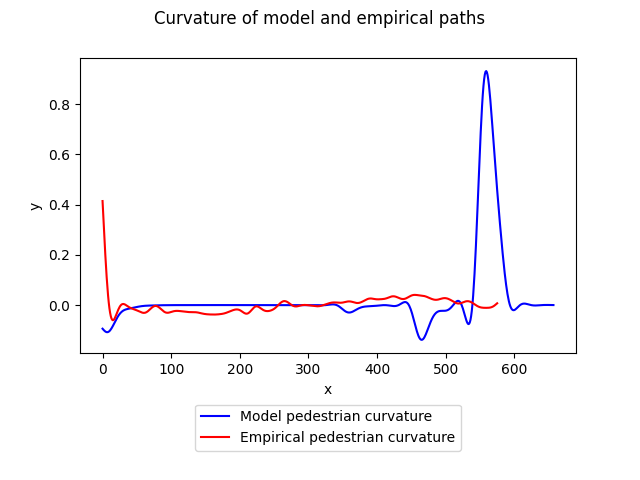 Curvature of model and empirical paths
y
0.8
0.6
0.4
0.2
0.0
0 100 200 300 400 500 600
x
Model pedestrian curvature
Empirical pedestrian curvature